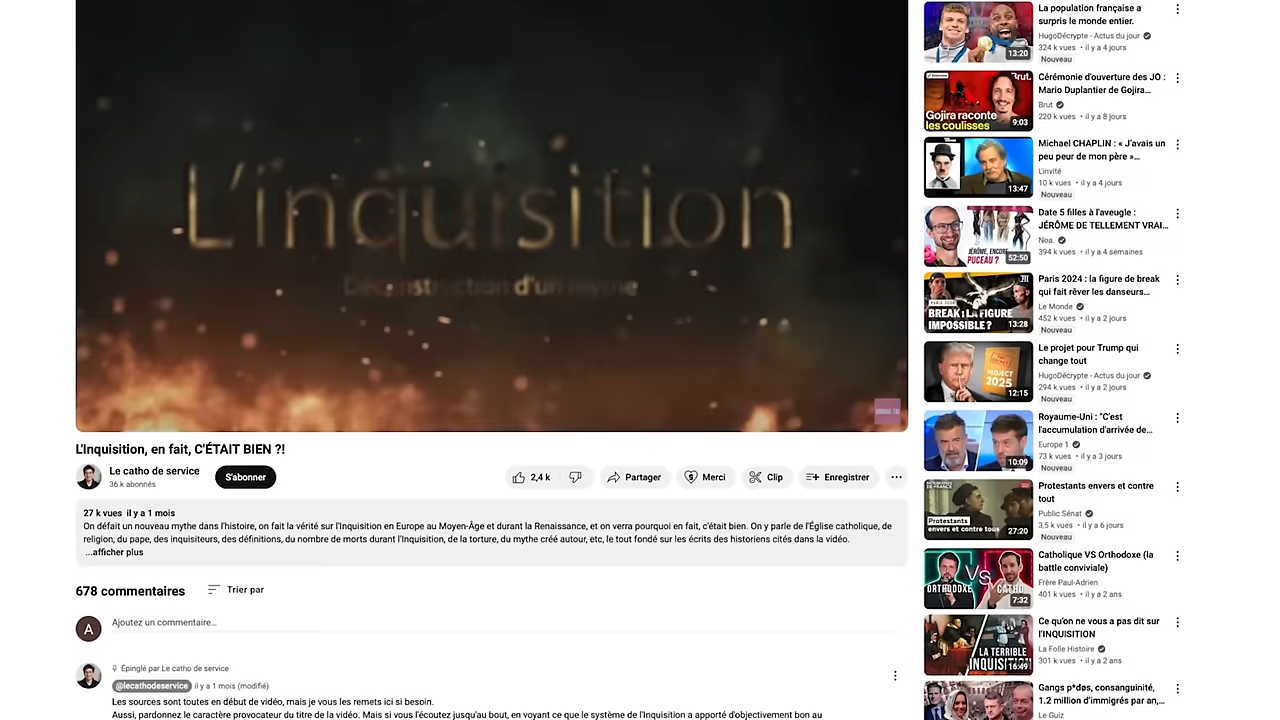 L'inquisition
Déconstruction d'un mythe
L'Inquisition, en fait, C'ÉTAIT BIEN ?!
Le catho de service
36 k abonnés
S'abonner
2,4 k
Partager
Merci
Clip
Enregistrer
27 k vues il y a 1 mois
On défait un nouveau mythe dans l'histoire, on fait la vérité sur l'Inquisition en Europe au Moyen-Âge et durant la Renaissance, et on verra pourquoi en fait, c'était bien. On y parle de l'Église catholique, de
religion, du pape, des inquisiteurs, des définitions, du nombre de morts durant l'Inquisition, de la torture, du mythe créé autour, etc, le tout fondé sur les écrits des historiens cités dans la vidéo.
...afficher plus
678 commentaires
Trier par
A
Ajoutez un commentaire...
Épinglé par Le catho de service
@lecathodeservice il y a 1 mois (modifié)
Les sources sont toutes en début de vidéo, mais je vous les remets ici si besoin.
Aussi, pardonnez le caractère provocateur du titre de la vidéo. Mais si vous l'écoutez jusqu'au bout, en voyant ce que le système de l'Inquisition a apporté d'objectivement bon au
13:20
La population française a
surpris le monde entier.
HugoDécrypte - Actus du jour
324 k vues • il y a 4 jours
Nouveau
Brut.
Gojira raconte
les coulisses
9:03
Cérémonie d'ouverture des JO :
Mario Duplantier de Gojira...
Brut
220 k vues • il y a 8 jours
13:47
Michael CHAPLIN : « J'avais un
peu peur de mon père »...
L'invité
10 k vues • il y a 4 jours
Nouveau
JÉRÔME, ENCORE
PUCEAU ?
52:50
Date 5 filles à l'aveugle :
JÉRÔME DE TELLEMENT VRAI...
Noa.
394 k vues • il y a 4 semaines
PARIS 2024
BREAK : LA FIGURE
IMPOSSIBLE ?
13:28
Paris 2024 : la figure de break
qui fait rêver les danseurs...
Le Monde
452 k vues • il y a 2 jours
Nouveau
PROJECT
2025
12:15
Le projet pour Trump qui
change tout
HugoDécrypte - Actus du jour
294 k vues • il y a 2 jours
Nouveau
10:09
Royaume-Uni : "C'est
l'accumulation d'arrivée de...
Europe 1
73 k vues • il y a 3 jours
Nouveau
Protestants
envers et contre tous
27:20
Protestants envers et contre
tout
Public Sénat
3,5 k vues • il y a 6 jours
Nouveau
ORTHODOXE
VS
CATHO
7:32
Catholique VS Orthodoxe (la
battle conviviale)
Frère Paul-Adrien
401 k vues • il y a 2 ans
LA TERRIBLE
INQUISITION
16:49
Ce qu'on ne vous a pas dit sur
l'INQUISITION
La Folle Histoire
301 k vues • il y a 2 ans
Gangs p*d@s, consanguinité,
1.2 million d'immigrés par an,...
Le Guiz